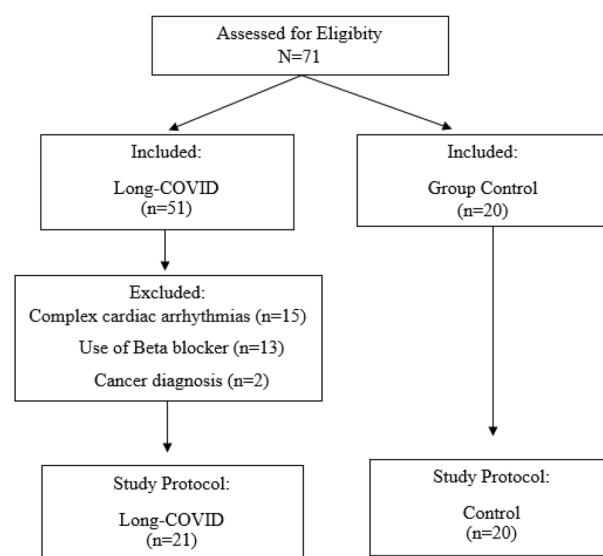 Assessed for Eligibity
N=71
Included:
Long-COVID
(n=51)
Included:
Group Control
(n=20)
Excluded:
Complex cardiac arrhythmias (n=15)
Use of Beta blocker (n=13)
Cancer diagnosis (n=2)
Study Protocol:
Long-COVID
(n=21)
Study Protocol:
Control
(n=20)